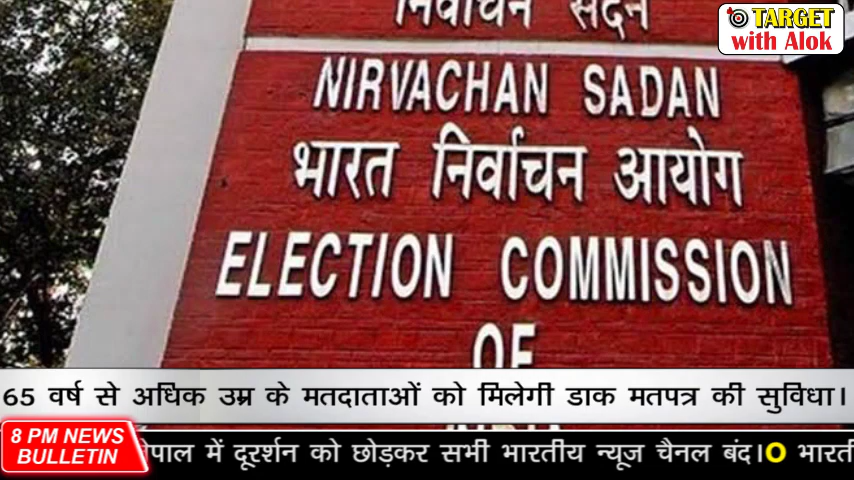 निर्वाचन सदन
TARGET
with Alok
NIRVACHAN SADAN
भारत निर्वाचन आयोग
ELECTION COMMISSION
OF
65 वर्ष से अधिक उम्र के मतदाताओं को मिलेगी डाक मतपत्र की सुविधा।
8 PM NEWS
BULLETIN
में दूरर्शन को छोड़कर सभी भारतीय न्यूज चैनल बंद।